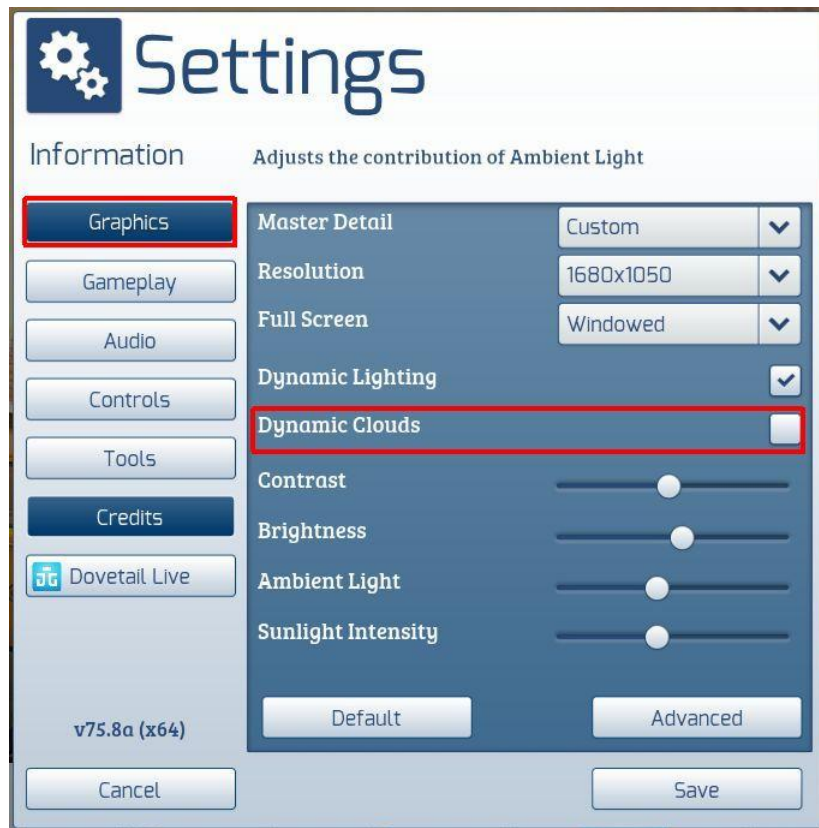 Settings
Information
Adjusts the contribution of Ambient Light
Graphics
Gameplay
Audio
Controls
Tools
Credits
Dovetail Live
v75.8a (x64)
Cancel
Master Detail Custom
Resolution 1680x1050
Full Screen Windowed
Dynamic Lighting
Dynamic Clouds
Contrast
Brightness
Ambient Light
Sunlight Intensity
Default Advanced
Save